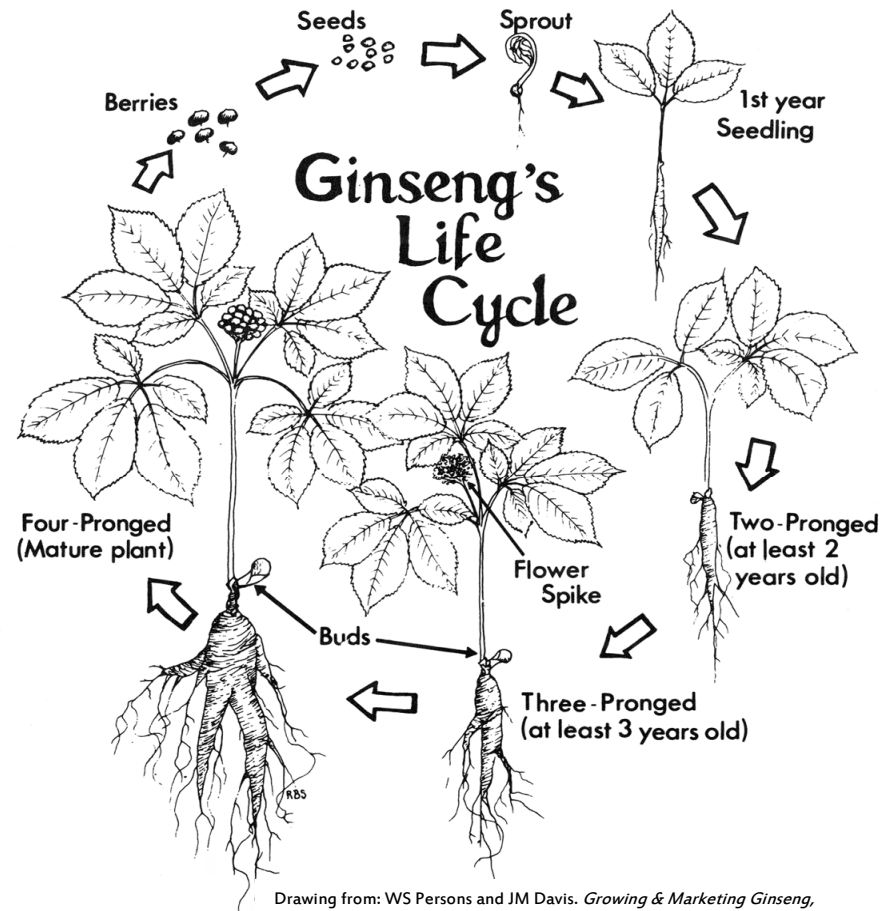 Seeds
Sprout
Berries
1st year
Seedling
Ginseng's
Life
Cycle
Four-Pronged
(Mature plant)
Two-Pronged
(at least 2
years old)
Flower
Spike
Buds
Three-Pronged
(at least 3 years old)
RBS
Drawing from: WS Persons and JM Davis. Growing & Marketing Ginseng,